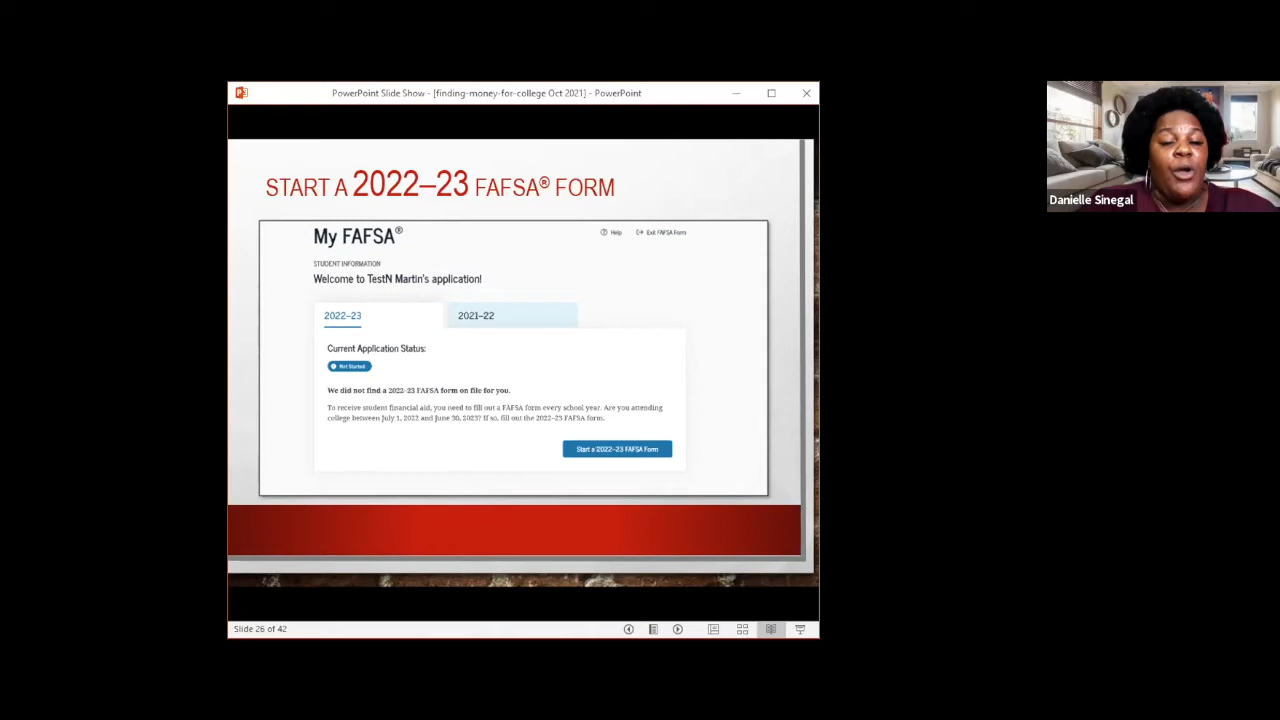 PowerPoint Slide Show - [finding-money-for-college Oct 2021] - PowerPoint
START A 2022–23 FAFSA® FORM
My FAFSA®
Help
Exit FAFSA Form
STUDENT INFORMATION
Welcome to TestN Martin's application!
2022–23
2021–22
Current Application Status:
Not Started
We did not find a 2022-23 FAFSA form on file for you.
To receive student financial aid, you need to fill out a FAFSA form every school year. Are you attending
college between July 1, 2022 and June 30, 2023? If so, fill out the 2022-23 FAFSA form.
Start a 2022-23 FAFSA Form
Slide 26 of 42
Danielle Sinegal